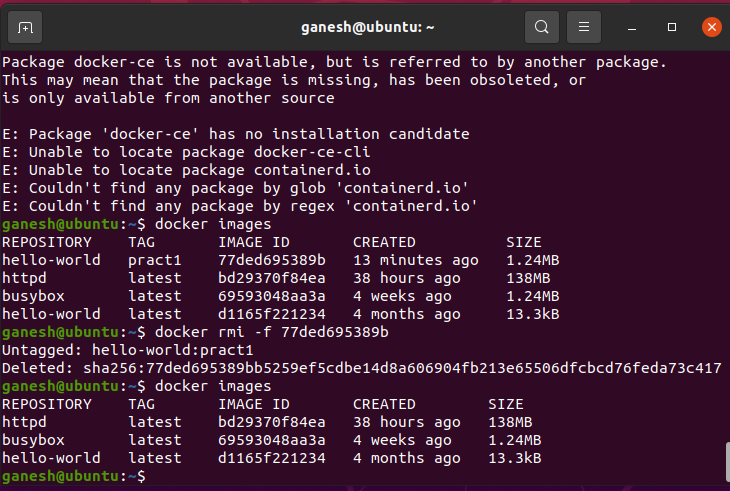 ganesh@ubuntu: ~
Package docker-ce is not available, but is referred to by another package.
This may mean that the package is missing, has been obsoleted, or
is only available from another source
E: Package 'docker-ce' has no installation candidate
E: Unable to locate package docker-ce-cli
E: Unable to locate package containerd.io
E: Couldn't find any package by glob 'containerd.io'
E: Couldn't find any package by regex 'containerd.io'
ganesh@ubuntu:~$ docker images
REPOSITORY    TAG       IMAGE ID       CREATED          SIZE
hello-world   pract1    77ded695389b   13 minutes ago   1.24MB
httpd         latest    bd29370f84ea   38 hours ago     138MB
busybox       latest    69593048aa3a   4 weeks ago      1.24MB
hello-world   latest    d1165f221234   4 months ago     13.3kB
ganesh@ubuntu:~$ docker rmi -f 77ded695389b
Untagged: hello-world:pract1
Deleted: sha256:77ded695389bb5259ef5cdbe14d8a606904fb213e65506dfcbcd76feda73c417
ganesh@ubuntu:~$ docker images
REPOSITORY    TAG       IMAGE ID       CREATED        SIZE
httpd         latest    bd29370f84ea   38 hours ago   138MB
busybox       latest    69593048aa3a   4 weeks ago    1.24MB
hello-world   latest    d1165f221234   4 months ago   13.3kB
ganesh@ubuntu:~$